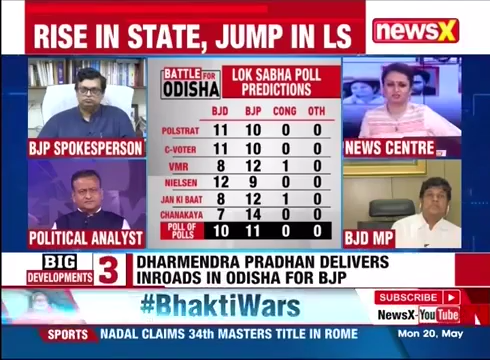 RISE IN STATE, JUMP IN LS
newsX
BATTLE FOR
ODISHA
LOK SABHA POLL
PREDICTIONS
BJD BJP CONG OTH
POLSTRAT 11 10 0 0
C-VOTER 11 10 0 0
VMR 8 12 1 0
NIELSEN 12 9 0 0
JAN KI BAAT 8 12 1 0
CHANAKAYA 7 14 0 0
POLL OF
POLLS 10 11 0 0
BJP SPOKESPERSON
NEWS CENTRE
POLITICAL ANALYST
BJD MP
BIG
DEVELOPMENTS 3
DHARMENDRA PRADHAN DELIVERS
INROADS IN ODISHA FOR BJP
#BhaktiWars
SUBSCRIBE
NewsX- YouTube
SPORTS NADAL CLAIMS 34th MASTERS TITLE IN ROME
Mon 20, May